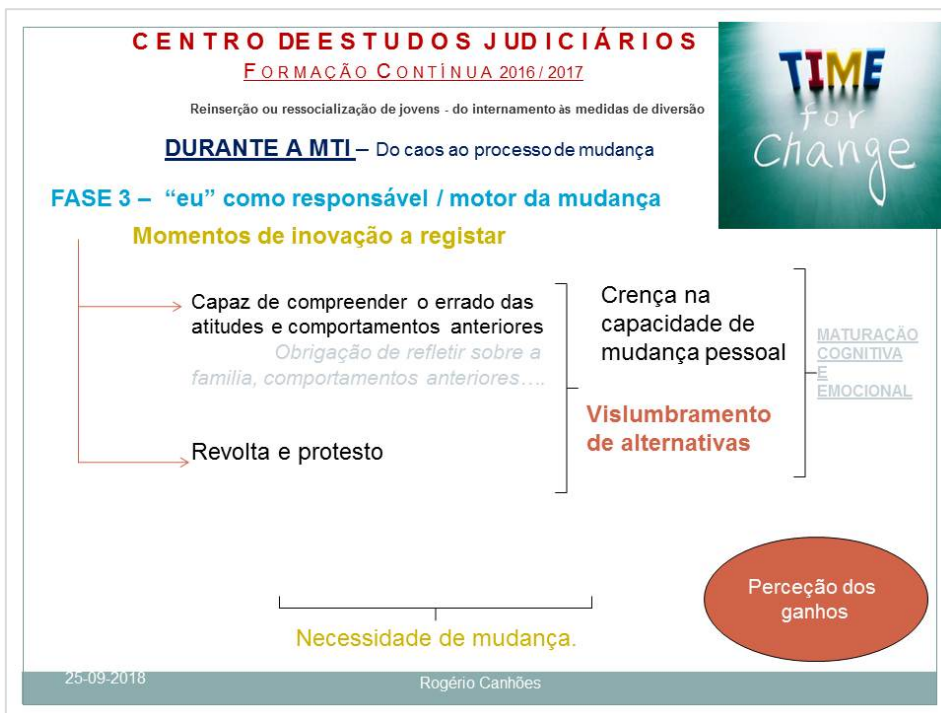 CENTRO DE ESTUDOS JUDICIÁRIOS
FORMAÇÃO CONTÍNUA 2016 / 2017
Reinserção ou ressocialização de jovens - do internamento às medidas de diversão
DURANTE A MTI – Do caos ao processo de mudança
TIME
for
Change
FASE 3 – “eu” como responsável / motor da mudança
Momentos de inovação a registar
Capaz de compreender o errado das
atitudes e comportamentos anteriores
Obrigação de refletir sobre a
familia, comportamentos anteriores….
Revolta e protesto
Crença na
capacidade de
mudança pessoal
Vislumbramento
de alternativas
MATURAÇÃO
COGNITIVA
E
EMOCIONAL
Perceção dos
ganhos
Necessidade de mudança.
25-09-2018
Rogério Canhões